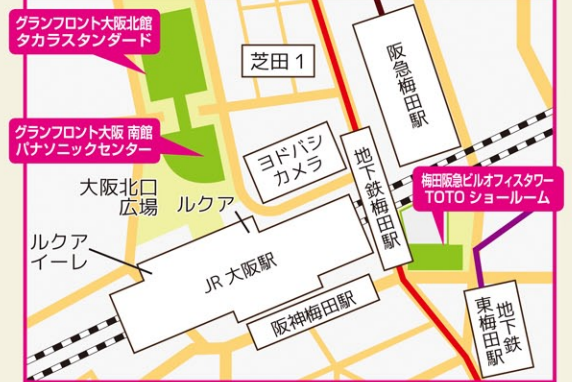 グランフロント大阪北館
タカラスタンダード
芝田1
阪急梅田駅
グランフロント大阪 南館
パナソニックセンター
ヨドバシ
カメラ
地下鉄梅田駅
梅田阪急ビルオフィスタワー
TOTO ショールーム
大阪北口
広場
ルクア
ルクア
イーレ
JR 大阪駅
阪神梅田駅
地下鉄
東梅田駅